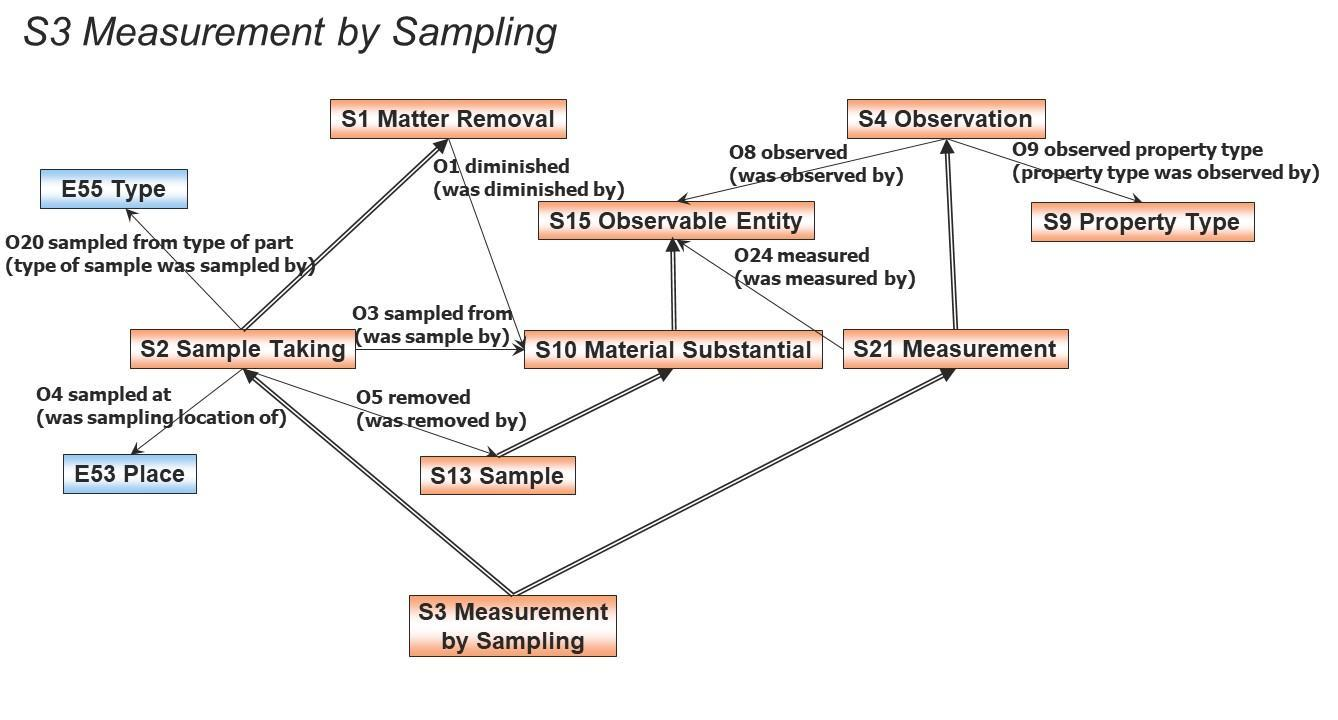 S3 Measurement by Sampling
S1 Matter Removal
S4 Observation
O1 diminished
(was diminished by)
O8 observed
(was observed by)
O9 observed property type
(property type was observed by)
E55 Type
S15 Observable Entity
S9 Property Type
O20 sampled from type of part
(type of sample was sampled by)
O24 measured
(was measured by)
O3 sampled from
(was sample by)
S2 Sample Taking
S10 Material Substantial
S21 Measurement
O4 sampled at
(was sampling location of)
O5 removed
(was removed by)
E53 Place
S13 Sample
S3 Measurement
by Sampling